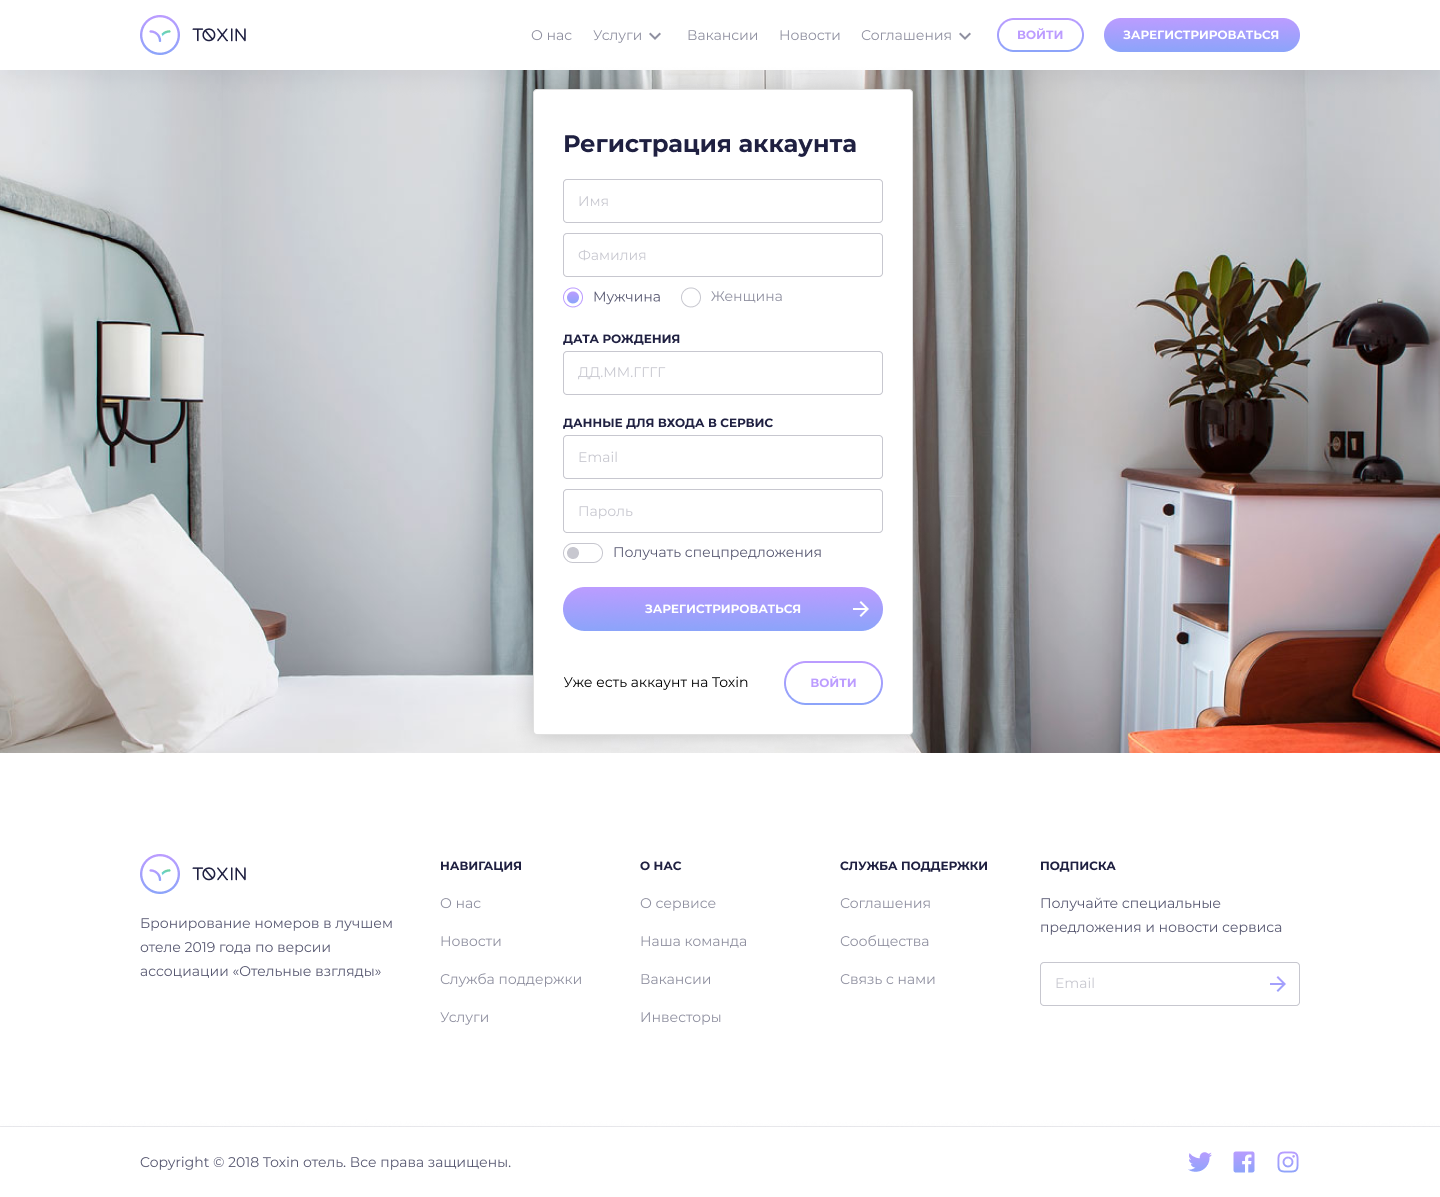 TOXIN
О нас Услуги Вакансии Новости Соглашения ВОЙТИ ЗАРЕГИСТРИРОВАТЬСЯ
Регистрация аккаунта
Имя
Фамилия
Мужчина Женщина
ДАТА РОЖДЕНИЯ
ДД.ММ.ГГГГ
ДАННЫЕ ДЛЯ ВХОДА В СЕРВИС
Email
Пароль
Получать спецпредложения
ЗАРЕГИСТРИРОВАТЬСЯ
Уже есть аккаунт на Toxin
ВОЙТИ
TOXIN
Бронирование номеров в лучшем
отеле 2019 года по версии
ассоциации «Отельные взгляды»
НАВИГАЦИЯ
О нас
Новости
Служба поддержки
Услуги
О НАС
О сервисе
Наша команда
Вакансии
Инвесторы
СЛУЖБА ПОДДЕРЖКИ
Соглашения
Сообщества
Связь с нами
ПОДПИСКА
Получайте специальные
предложения и новости сервиса
Email
Copyright © 2018 Toxin отель. Все права защищены.